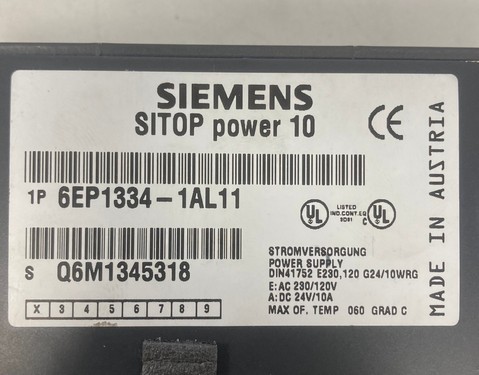 SIEMENS
SITOP power 10
CE
1P 6EP1334-1AL11
S Q6M1345318
X 3 4 5 6 7 8 9
UL LISTED UL
IND.CONT.EQ
C
STROMVERSORGUNG
POWER SUPPLY
DIN41752 E230,120 G24/10WRG
E: AC 230/120V
A: DC 24V/10A
MAX OF. TEMP 060 GRAD C
MADE IN AUSTRIA